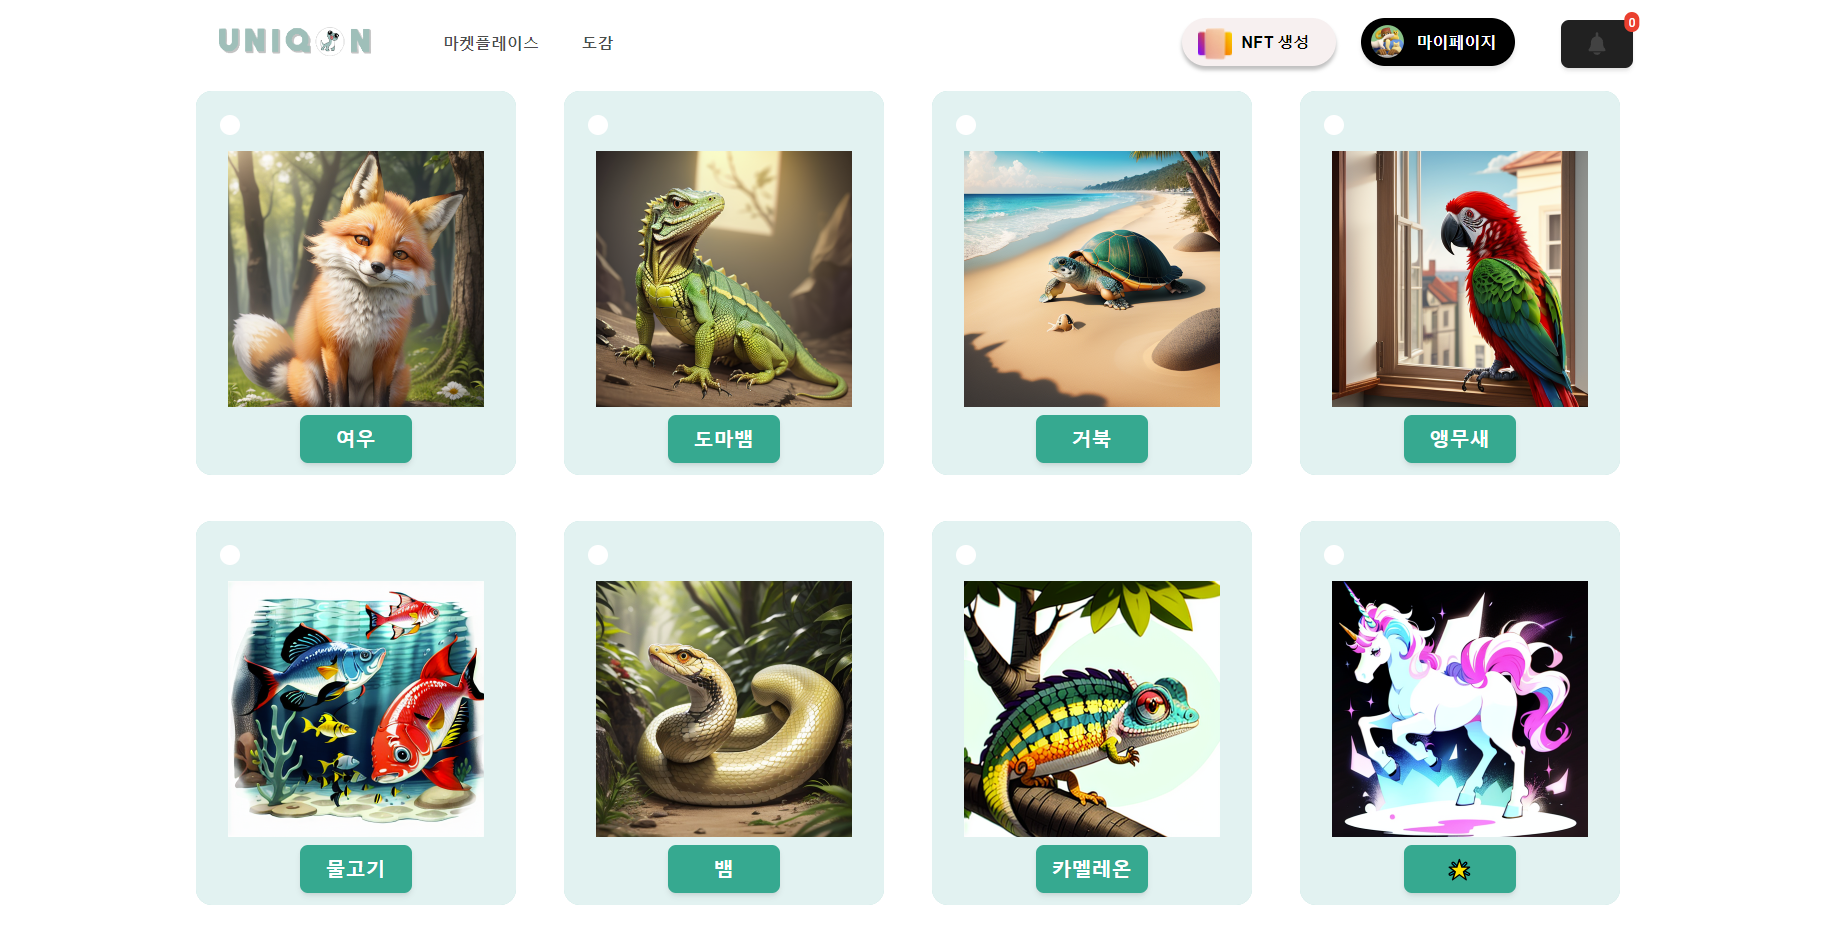 UNIQON
마켓플레이스
도감
NFT 생성
마이페이지
0
여우
도마뱀
거북
앵무새
물고기
뱀
카멜레온